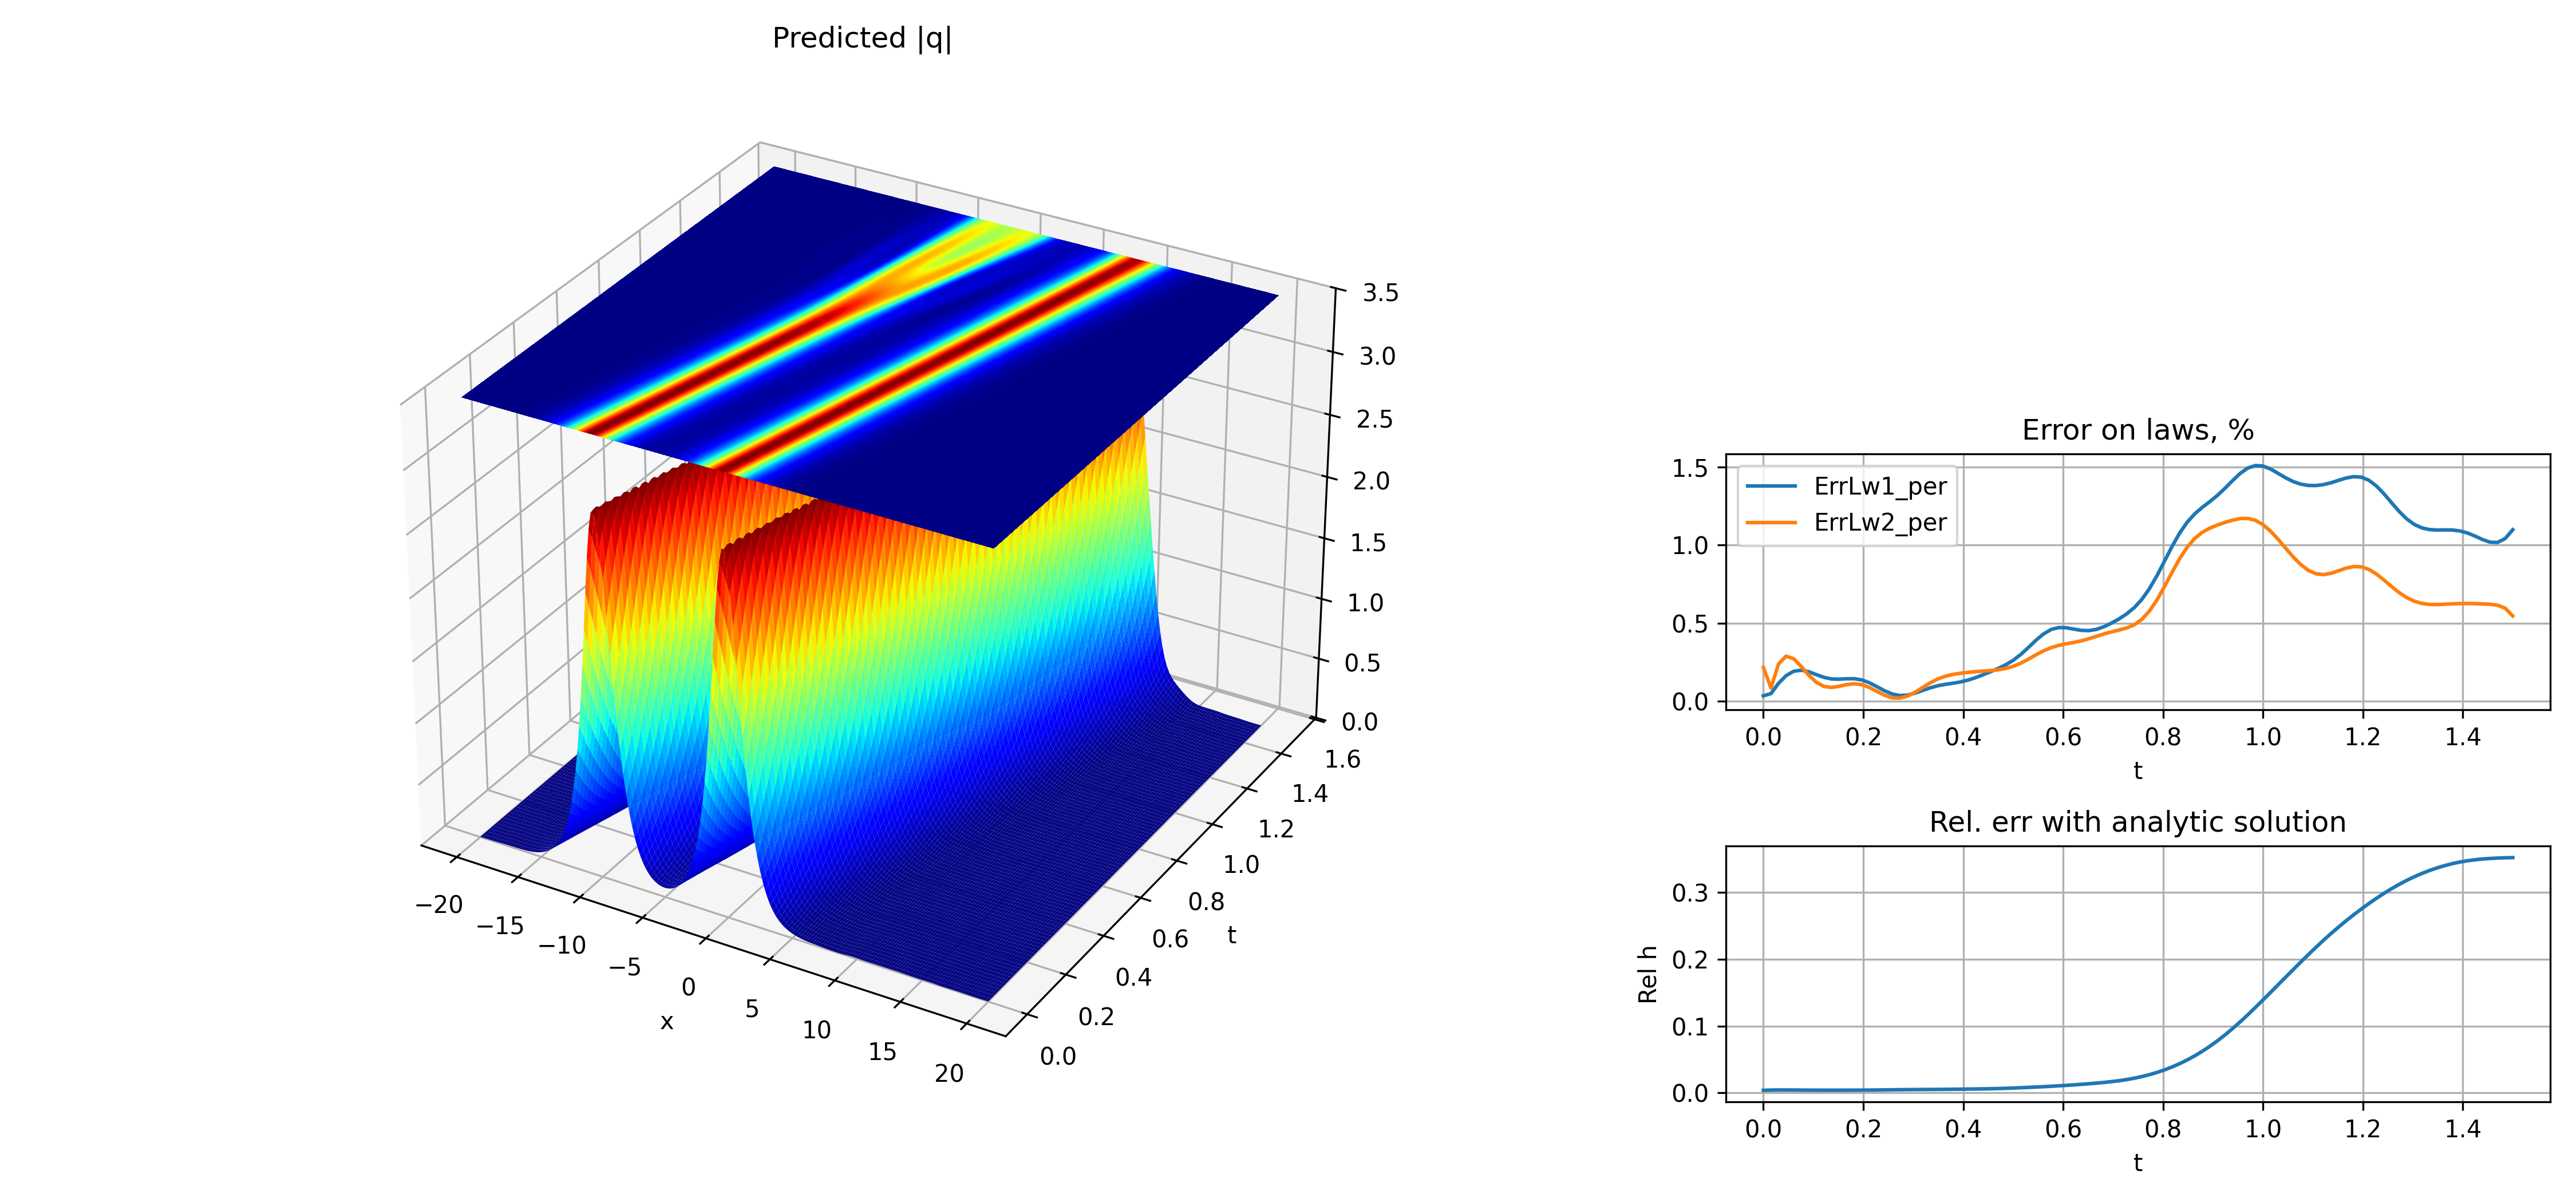 Predicted |q|
3.5
3.0
2.5
2.0
1.5
1.0
0.5
0.0
−20
−15
−10
−5
0
5
10
15
20
x
0.0
0.2
0.4
0.6
0.8
1.0
1.2
1.4
1.6
t
Error on laws, %
ErrLw1_per
ErrLw2_per
1.5
1.0
0.5
0.0
0.0 0.2 0.4 0.6 0.8 1.0 1.2 1.4
t
Rel. err with analytic solution
Rel h
0.3
0.2
0.1
0.0
0.0 0.2 0.4 0.6 0.8 1.0 1.2 1.4
t